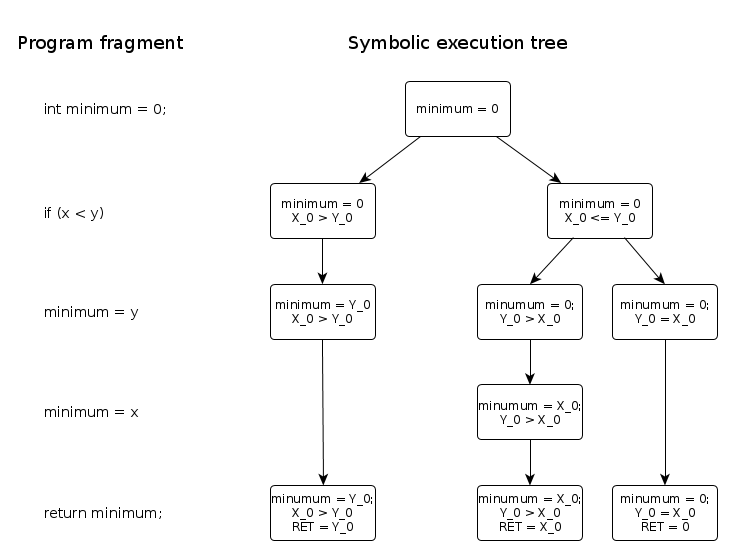 Program fragment
Symbolic execution tree
int minimum = 0;
minimum = 0
if (x < y)
minimum = 0
X_0 > Y_0
minimum = 0
X_0 <= Y_0
minimum = y
minimum = Y_0
X_0 > Y_0
minumum = 0;
Y_0 > X_0
minumum = 0;
Y_0 = X_0
minimum = x
minumum = X_0;
Y_0 > X_0
return minimum;
minumum = Y_0;
X_0 > Y_0
RET = Y_0
minumum = X_0;
Y_0 > X_0
RET = X_0
minumum = 0;
Y_0 = X_0
RET = 0